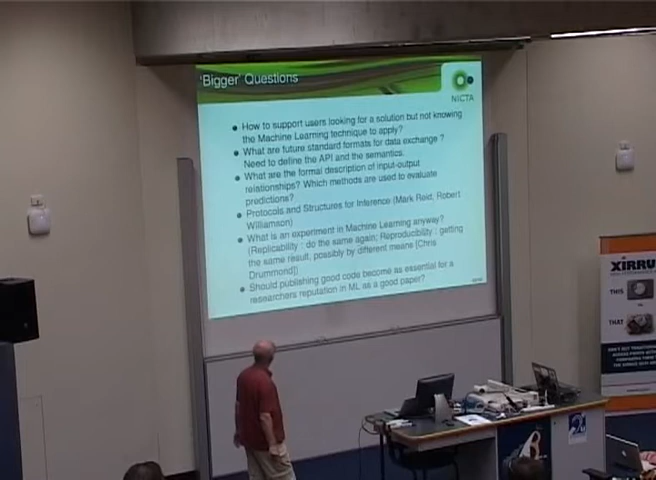 'Bigger' Questions
NICTA
How to support users looking for a solution but not knowing
the Machine Learning technique to apply?
What are future standard formats for data exchange ?
Need to define the API and the semantics.
What are the formal description of input-output
relationships? Which methods are used to evaluate
predictions?
Protocols and Structures for Inference (Mark Reid, Robert
Williamson)
What is an experiment in Machine Learning anyway?
(Replicability : do the same again; Reproducibility : getting
the same result, possibly by different means [Chris
Drummond])
Should publishing good code become as essential for a
researchers reputation in ML as a good paper?
XIRRU
THIS
THAT